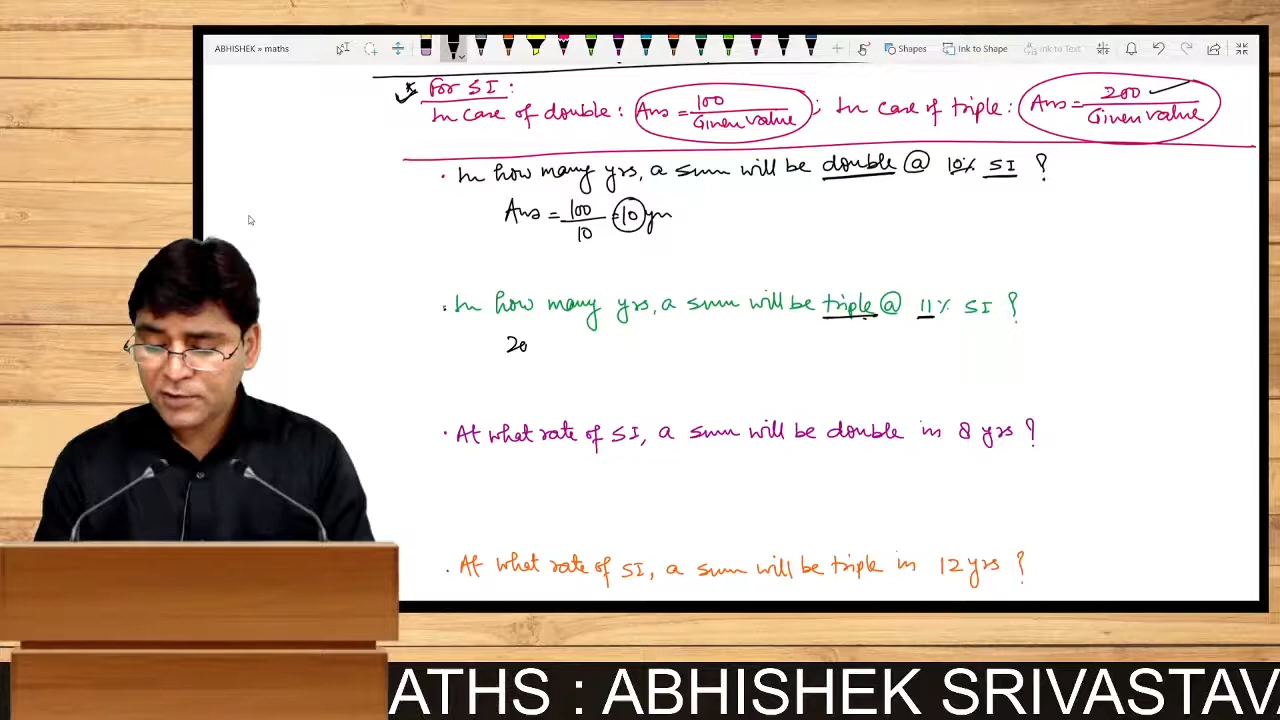 ABHISHEK » maths
Shapes
Ink to Shape
Ink to Text
* For SI:
In case of double: Ans = 100/Given value ; In case of triple: Ans = 200/Given value
· In how many yrs, a sum will be double @ 10% SI ?
Ans = 100/10 = 10 yrs
· In how many yrs, a sum will be triple @ 11% SI ?
20
· At what rate of SI, a sum will be double in 8 yrs ?
· At what rate of SI, a sum will be triple in 12 yrs ?
ATHS : ABHISHEK SRIVASTAV